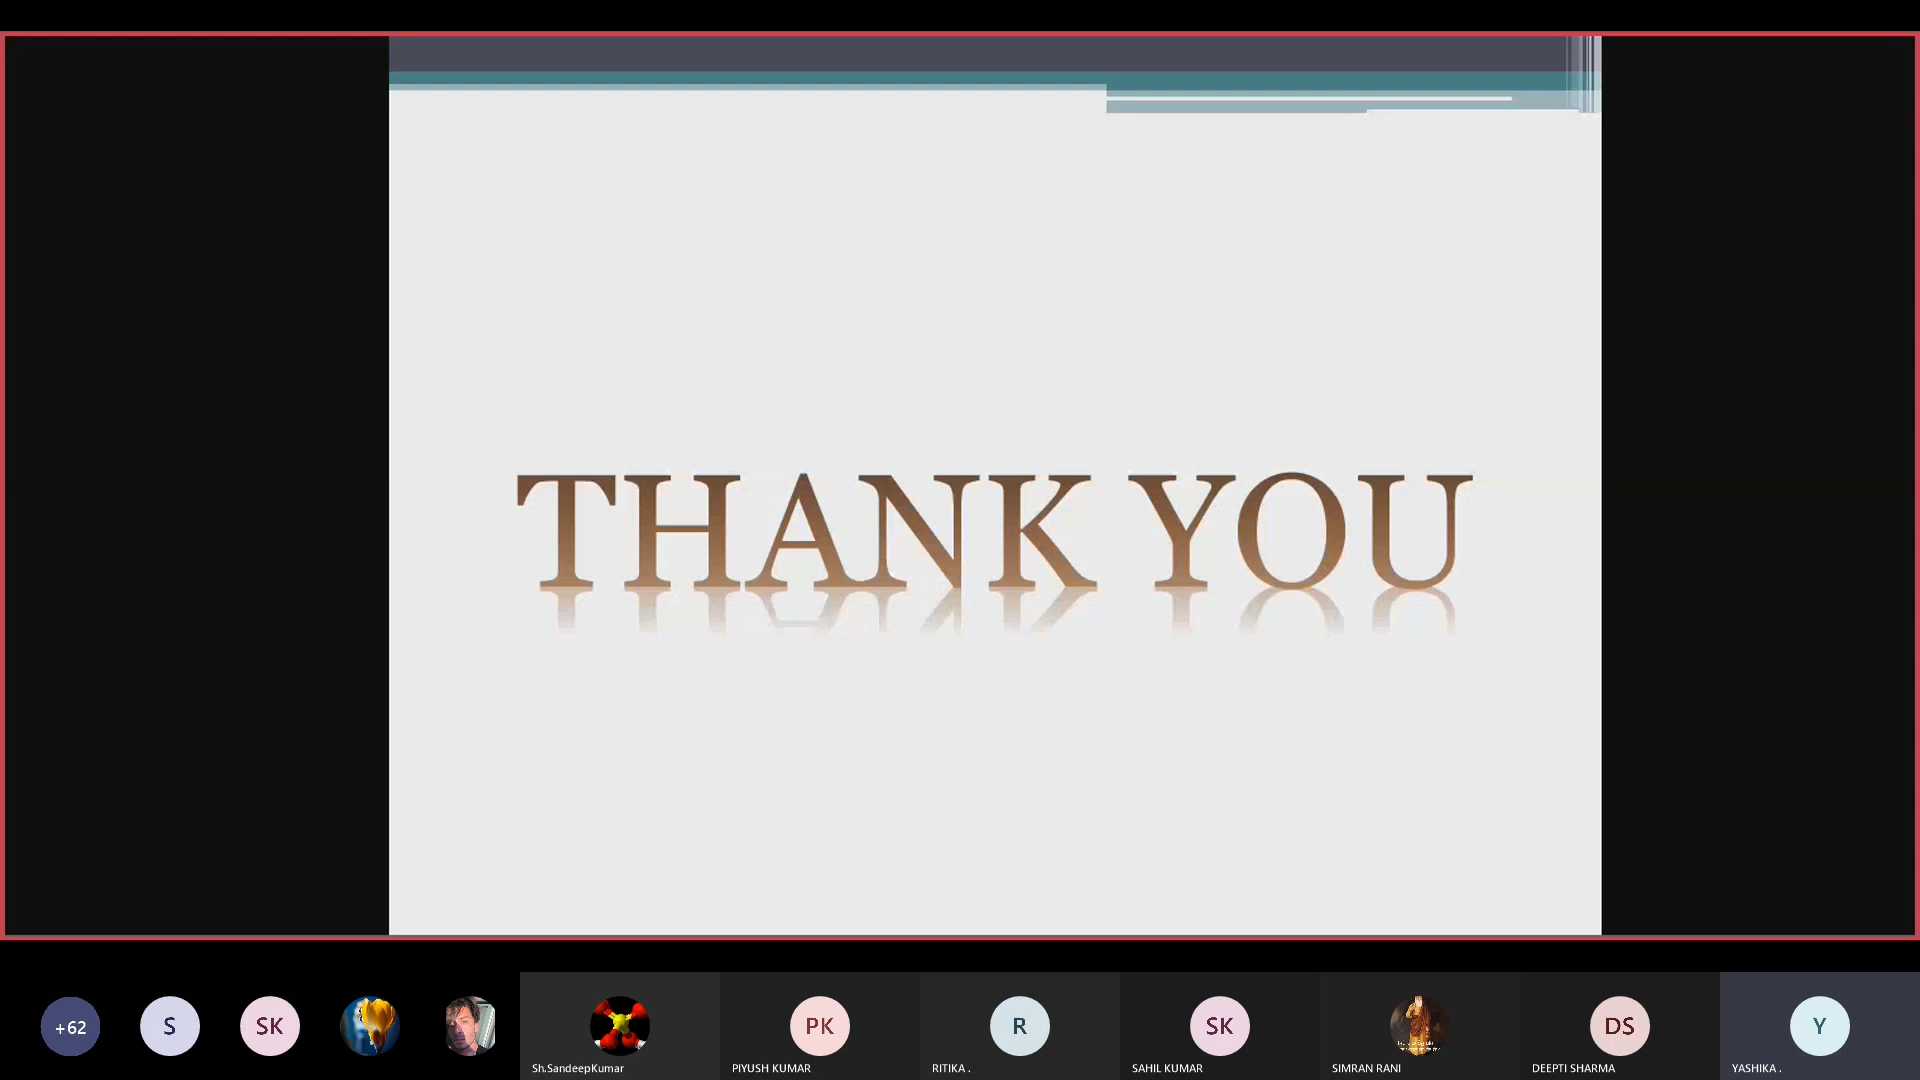 THANK YOU
+62
S
SK
PK
R
SK
DS
Y
Sh.SandeepKumar
PIYUSH KUMAR
RITIKA .
SAHIL KUMAR
SIMRAN RANI
DEEPTI SHARMA
YASHIKA .